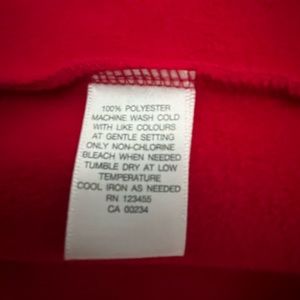 100% POLYESTER
MACHINE WASH COLD
WITH LIKE COLOURS
AT GENTLE SETTING
ONLY NON-CHLORINE
BLEACH WHEN NEEDED
TUMBLE DRY AT LOW
TEMPERATURE
COOL IRON AS NEEDED
RN 123455
CA 00234